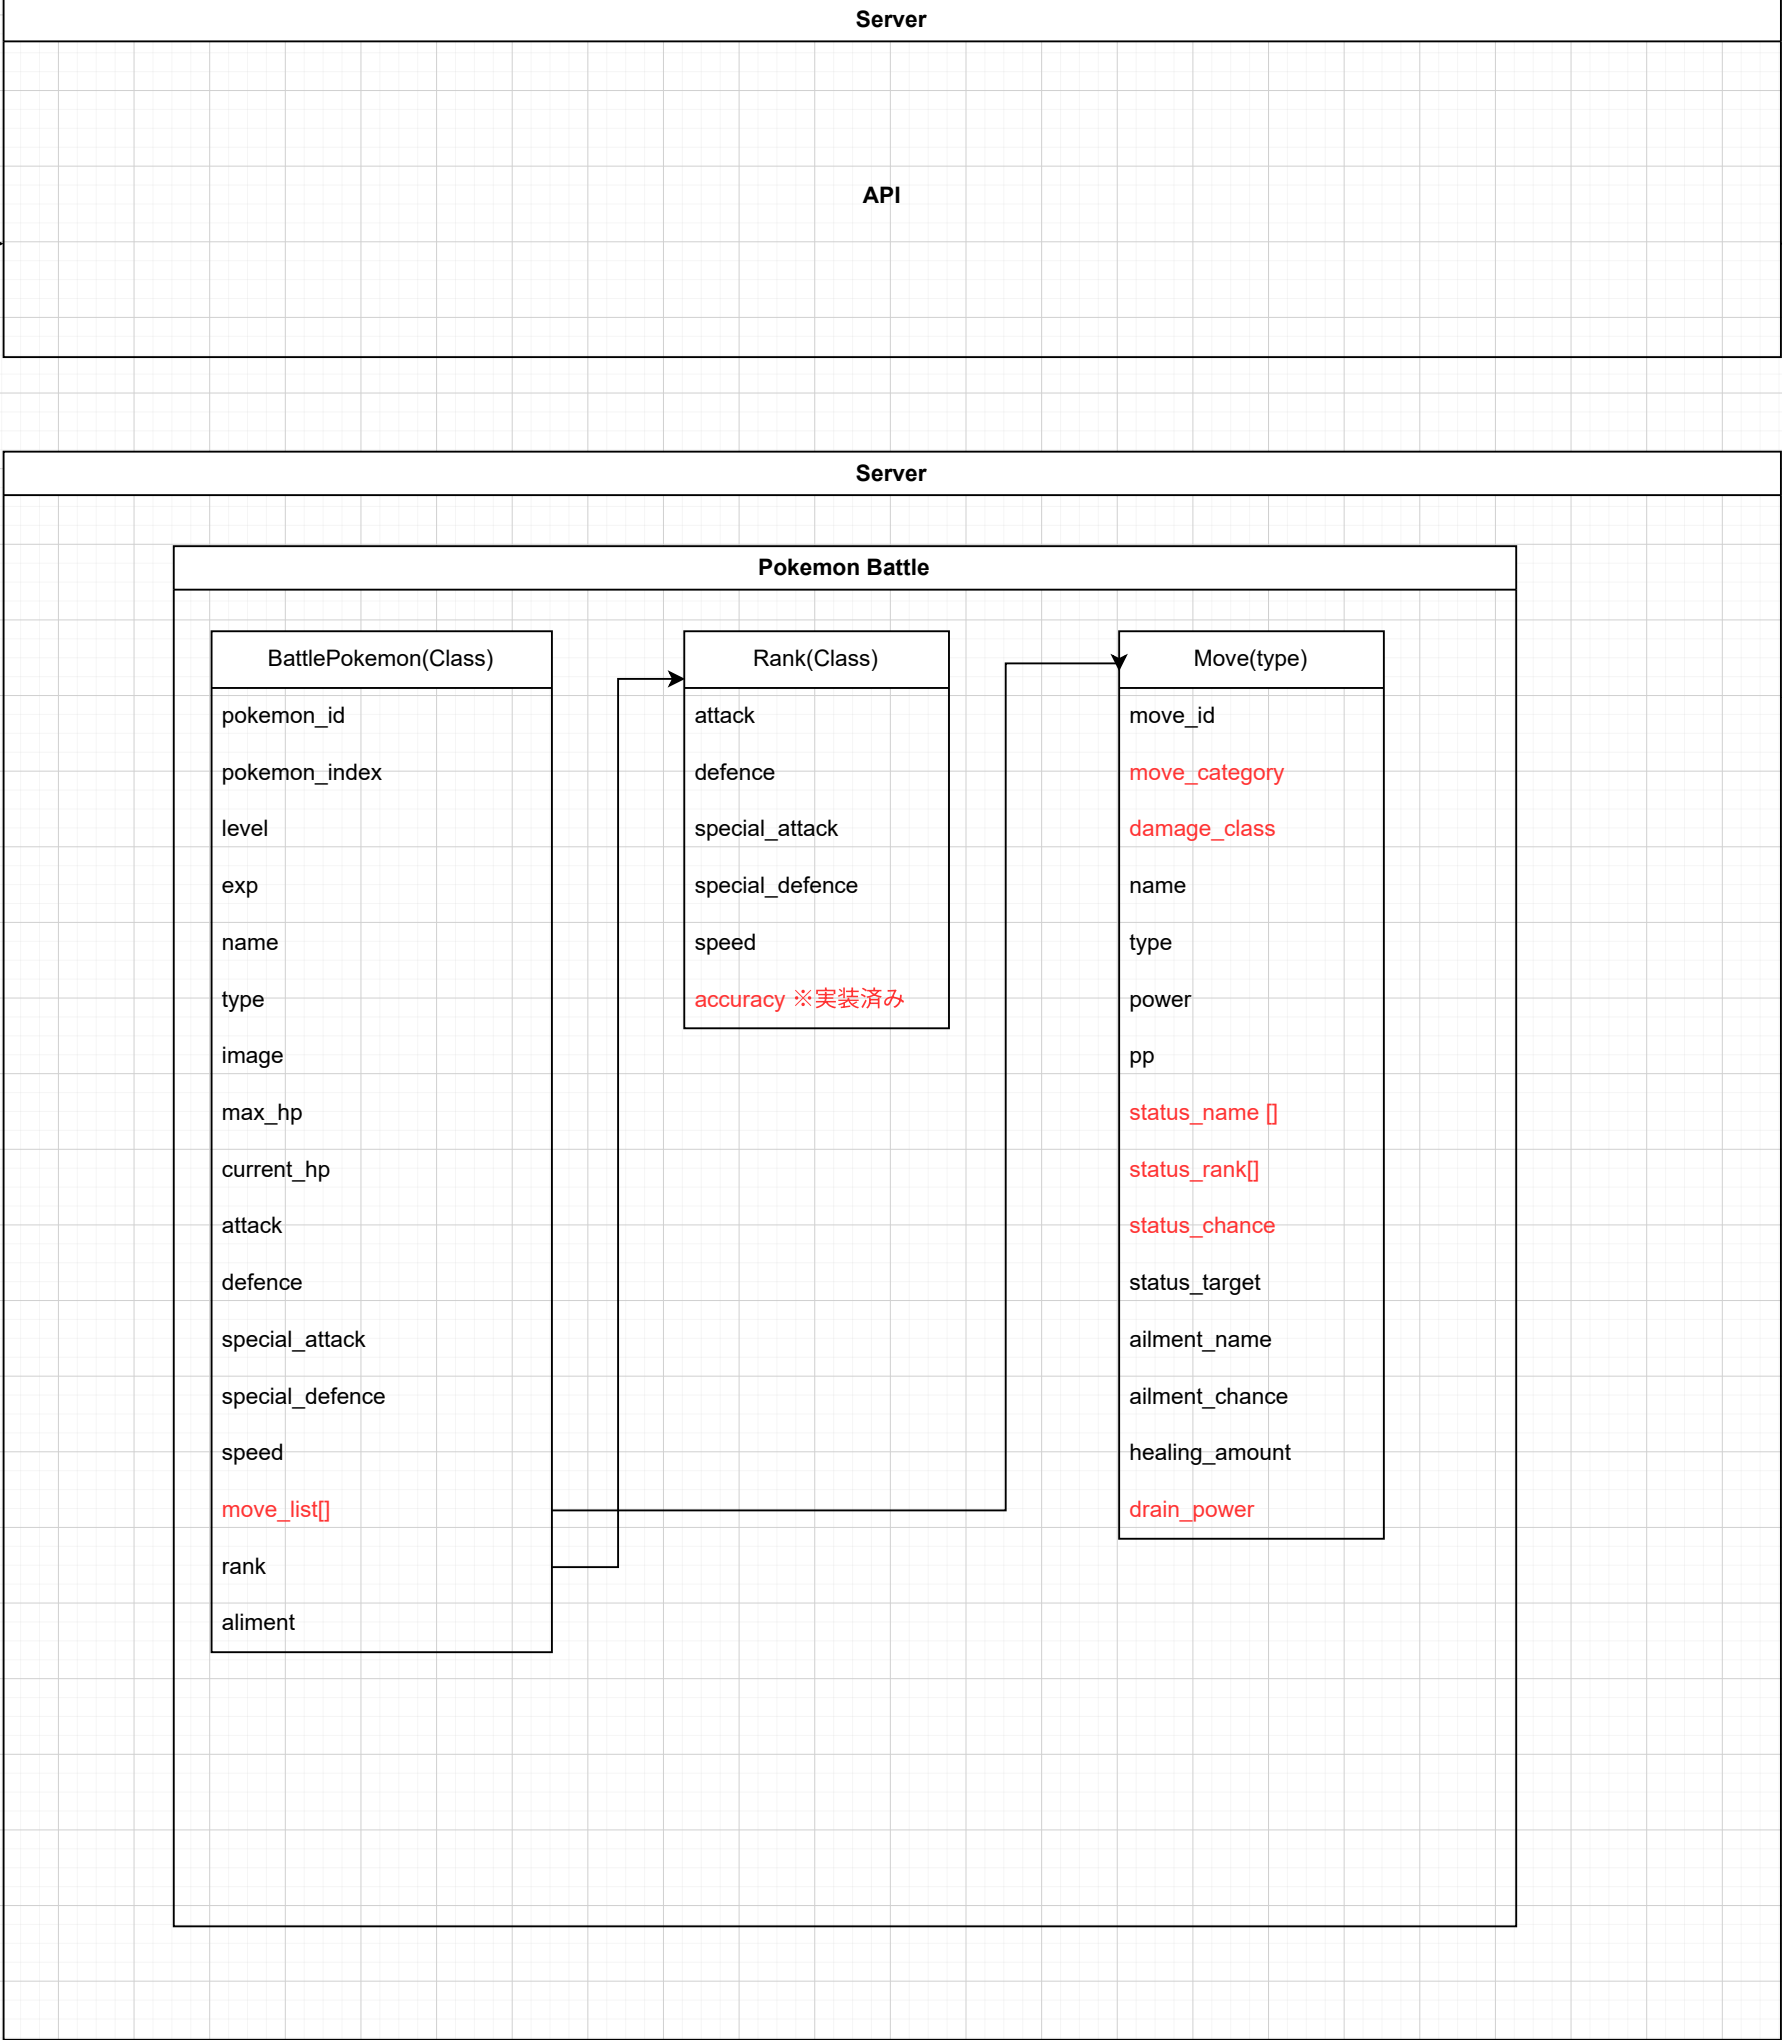 Server
API
Server
Pokemon Battle
BattlePokemon(Class)
pokemon_id
pokemon_index
level
exp
name
type
image
max_hp
current_hp
attack
defence
special_attack
special_defence
speed
move_list[]
rank
aliment
Rank(Class)
attack
defence
special_attack
special_defence
speed
accuracy ※実装済み
Move(type)
move_id
move_category
damage_class
name
type
power
pp
status_name []
status_rank[]
status_chance
status_target
ailment_name
ailment_chance
healing_amount
drain_power